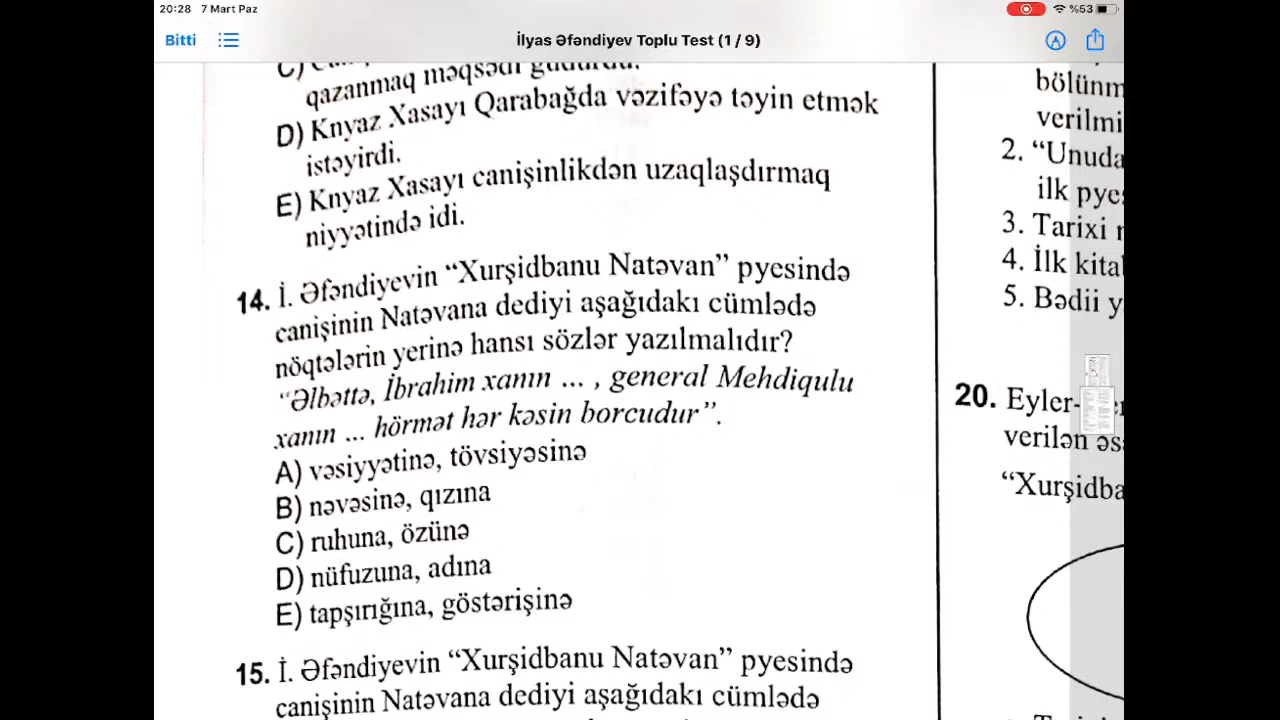 20:28 7 Mart Paz
%53
Bitti
İlyas Əfəndiyev Toplu Test (1 / 9)
qazanmaq məqsədi güdürdü.
D) Knyaz Xasayı Qarabağda vəzifəyə təyin etmək
istəyirdi.
E) Knyaz Xasayı canişinlikdən uzaqlaşdırmaq
niyyətində idi.
14. İ. Əfəndiyevin “Xurşidbanu Natəvan” pyesində
canişinin Natəvana dediyi aşağıdakı cümlədə
nöqtələrin yerinə hansı sözlər yazılmalıdır?
“Əlbəttə, İbrahim xanın ... , general Mehdiqulu
xanın ... hörmət hər kəsin borcudur”.
A) vəsiyyətinə, tövsiyəsinə
B) nəvəsinə, qızına
C) ruhuna, özünə
D) nüfuzuna, adına
E) tapşırığına, göstərişinə
15. İ. Əfəndiyevin “Xurşidbanu Natəvan” pyesində
canişinin Natəvana dediyi aşağıdakı cümlədə
bölünm
verilmi
2. “Unuda
ilk pyes
3. Tarixi
4. İlk kita
5. Bədii y
20. Eyler-
verilən əs
“Xurşidba